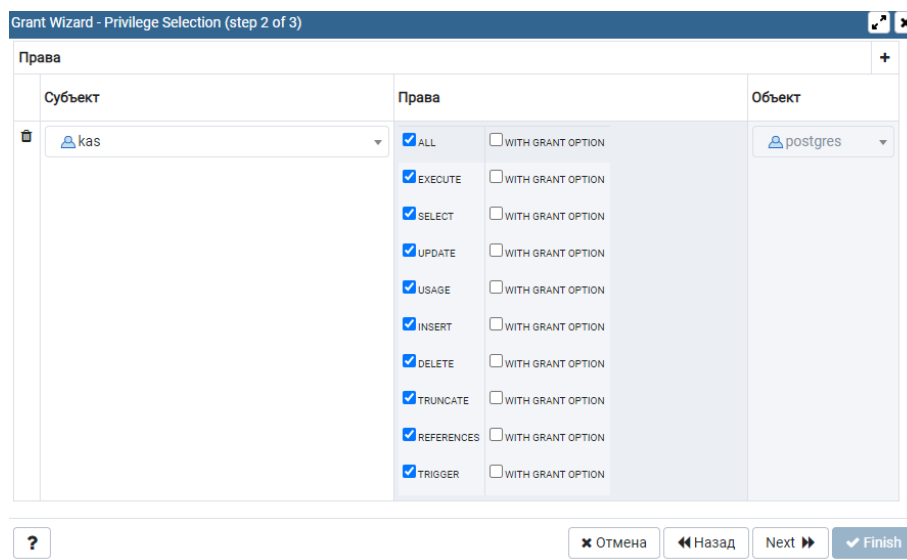 Grant Wizard - Privilege Selection (step 2 of 3)
Права
Субъект Права Объект
kas ALL WITH GRANT OPTION postgres
EXECUTE WITH GRANT OPTION
SELECT WITH GRANT OPTION
UPDATE WITH GRANT OPTION
USAGE WITH GRANT OPTION
INSERT WITH GRANT OPTION
DELETE WITH GRANT OPTION
TRUNCATE WITH GRANT OPTION
REFERENCES WITH GRANT OPTION
TRIGGER WITH GRANT OPTION
? Отмена Назад Next Finish